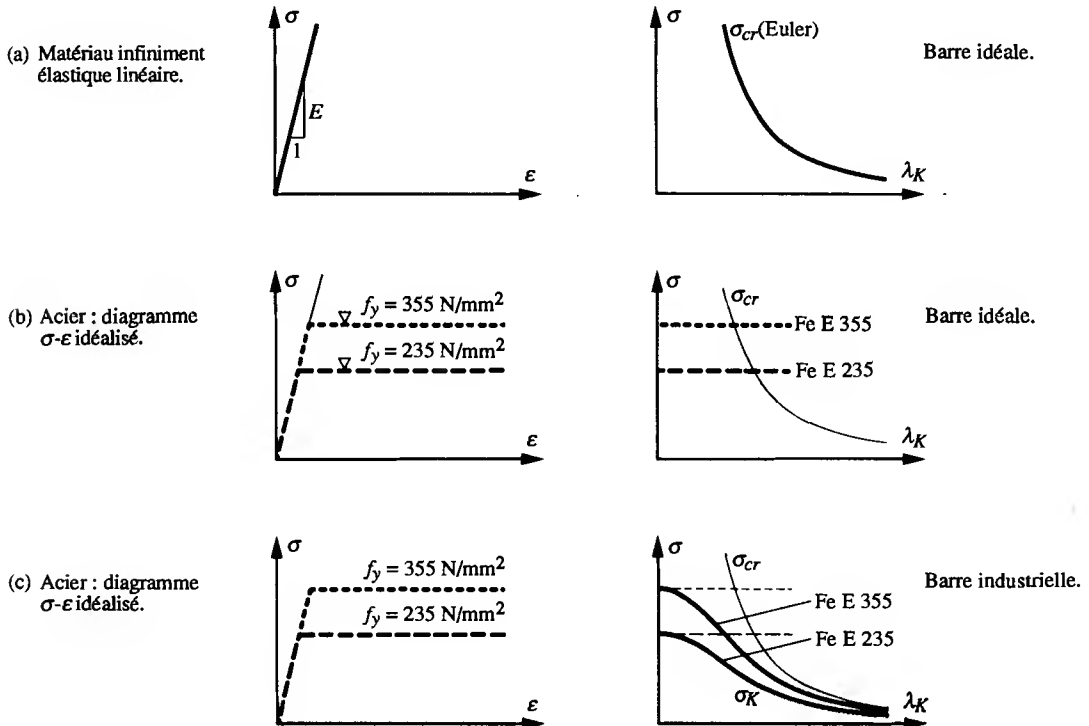 (a) Matériau infiniment
élastique linéaire.
σ
E
1
ε
σ
σcr(Euler)
λK
Barre idéale.
(b) Acier : diagramme
σ-ε idéalisé.
σ
fy = 355 N/mm²
fy = 235 N/mm²
ε
σ
σcr
Fe E 355
Fe E 235
λK
Barre idéale.
(c) Acier : diagramme
σ-ε idéalisé.
σ
fy = 355 N/mm²
fy = 235 N/mm²
ε
σ
σcr
Fe E 355
Fe E 235
σK
λK
Barre industrielle.